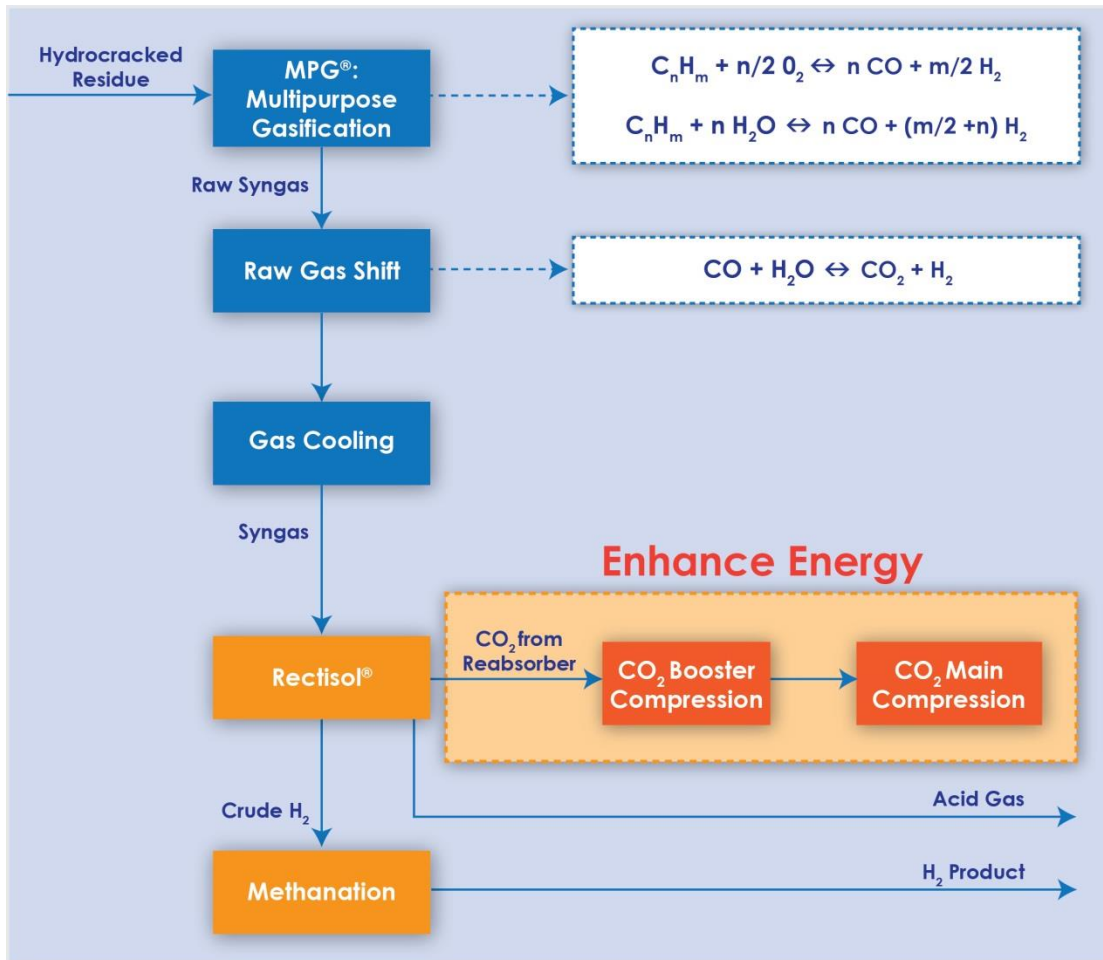 Hydrocracked
Residue
MPG®:
Multipurpose
Gasification
CₙHₘ + n/2 0₂ ↔ n CO + m/2 H₂
CₙHₘ + n H₂O ↔ n CO + (m/2 +n) H₂
Raw Syngas
Raw Gas Shift
CO + H₂O ↔ CO₂ + H₂
Gas Cooling
Syngas
Enhance Energy
Rectisol®
CO₂ from
Reabsorber
CO₂ Booster
Compression
CO₂ Main
Compression
Acid Gas
Crude H₂
Methanation
H₂ Product